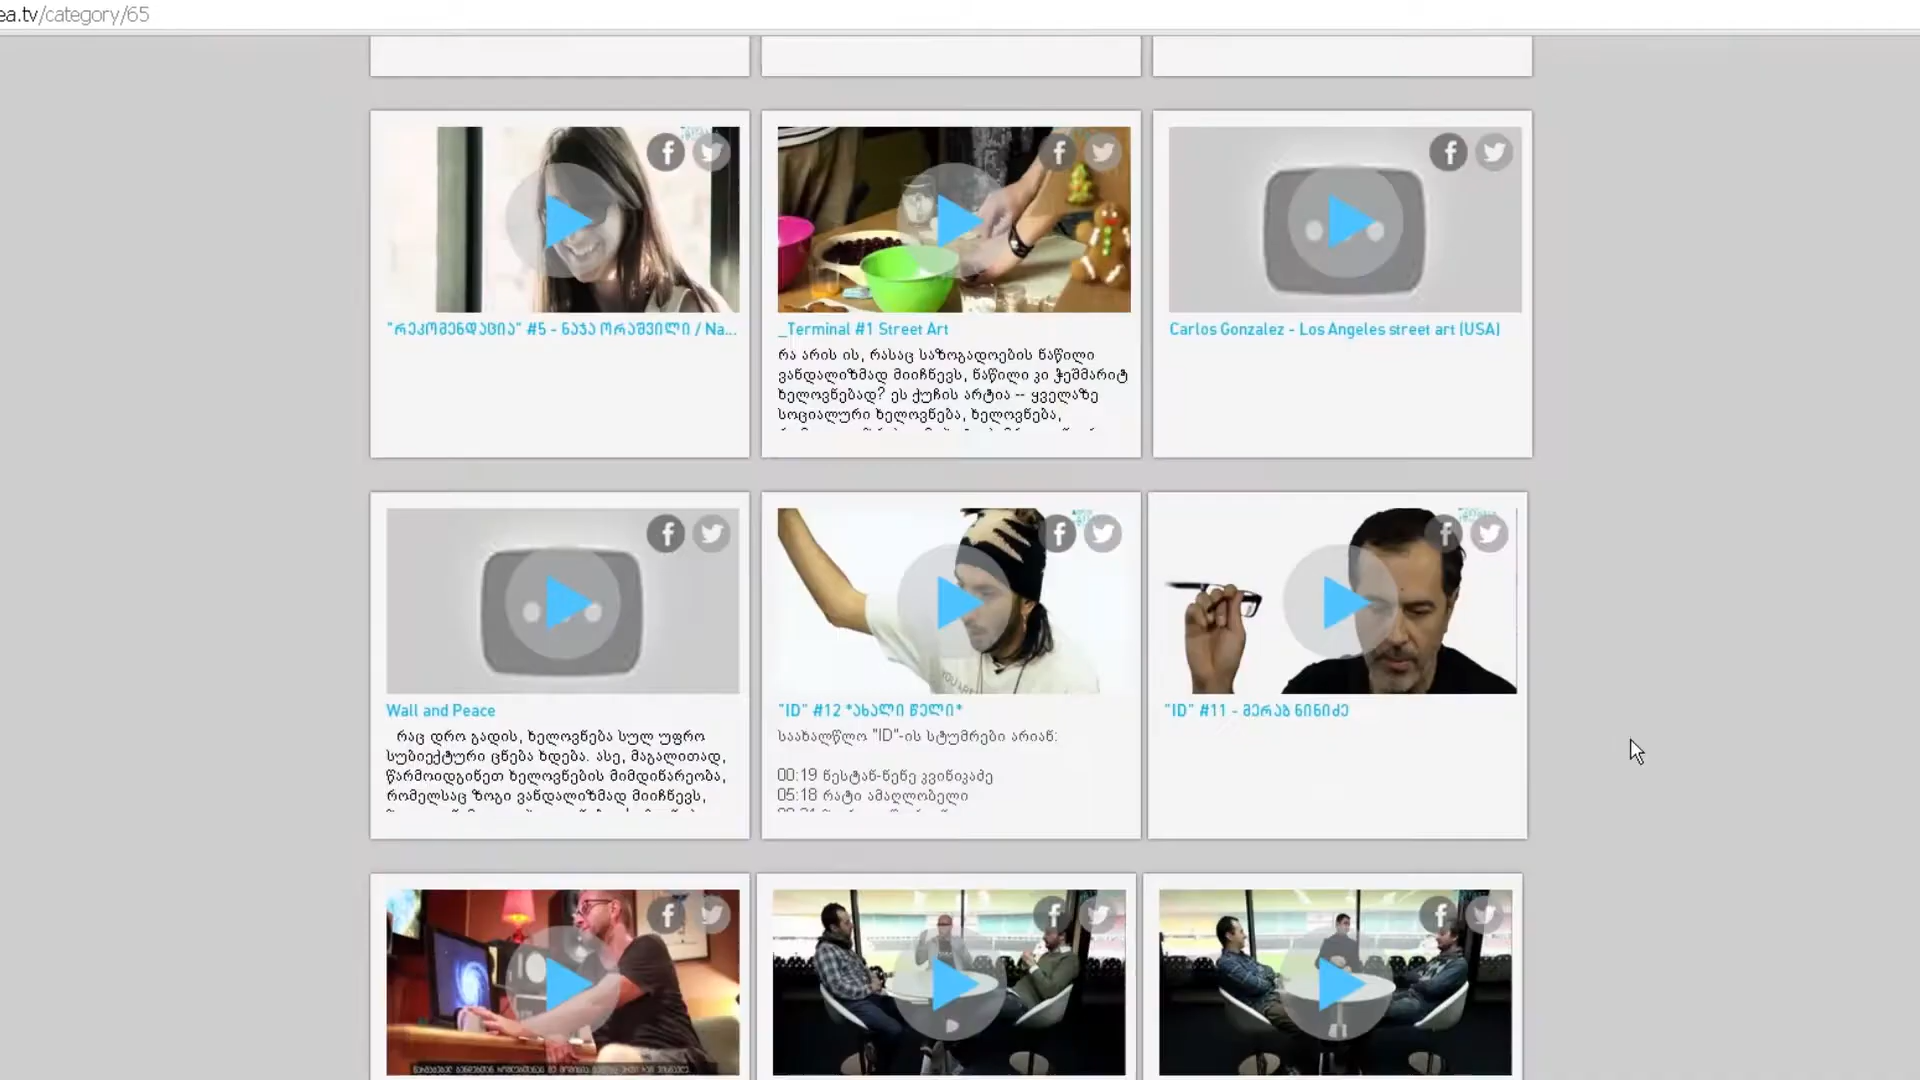 ea.tv/category/65
"რეკომენდაცია" #5 - ნაჯა ორაშვილი / Na...
_Terminal #1 Street Art
Carlos Gonzalez - Los Angeles street art (USA)
რა არის ის, რასაც საზოგადოების ნაწილი
ვანდალიზმად მიიჩნევს, ნაწილი კი ჭეშმარიტ
ხელოვნებად? ეს ქუჩის არტია -- ყველაზე
სოციალური ხელოვნება, ხელოვნება,
Wall and Peace
რაც დრო გადის, ხელოვნება სულ უფრო
სუბიექტური ცნება ხდება. ასე, მაგალითად,
წარმოიდგინეთ ხელოვნების მიმდინარეობა,
რომელსაც ზოგი ვანდალიზმად მიიჩნევს,
"ID" #12 *ახალი წელი*
საახალწლო "ID"-ის სტუმრები არიან:
00:19 ნესტან-ნენე კვინიკაძე
05:18 რატი ამაღლობელი
"ID" #11 - მერაბ ნინიძე